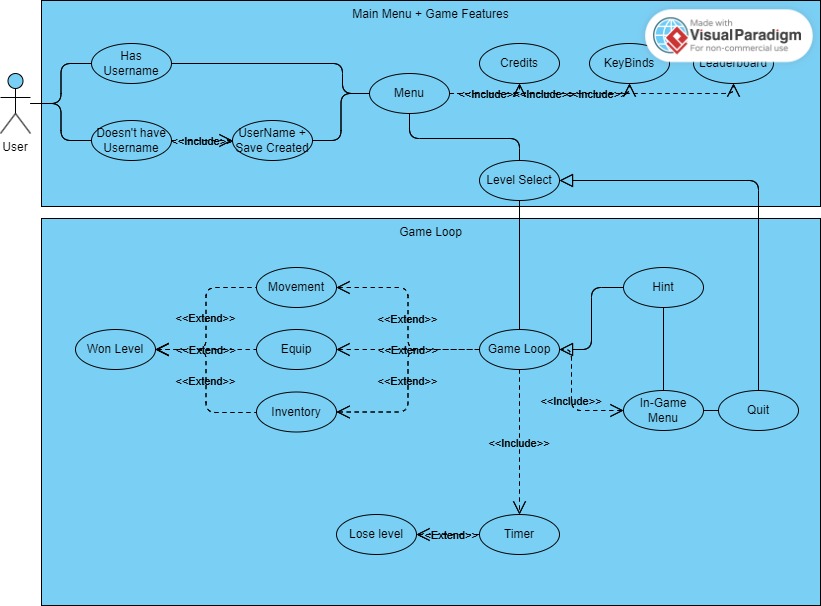 Main Menu + Game Features
Made with
VisualParadigm
For non-commercial use
Has
Username
Credits
KeyBinds
Leaderboard
Menu
<<Include>>
<<Include>>
<<Include>>
User
Doesn't have
Username
<<Include>>
UserName +
Save Created
Level Select
Game Loop
Movement
Hint
<<Extend>>
<<Extend>>
Won Level
<<Extend>>
Equip
<<Extend>>
Game Loop
<<Extend>>
<<Extend>>
Inventory
<<Include>>
In-Game
Menu
Quit
<<Include>>
Lose level
<<Extend>>
Timer